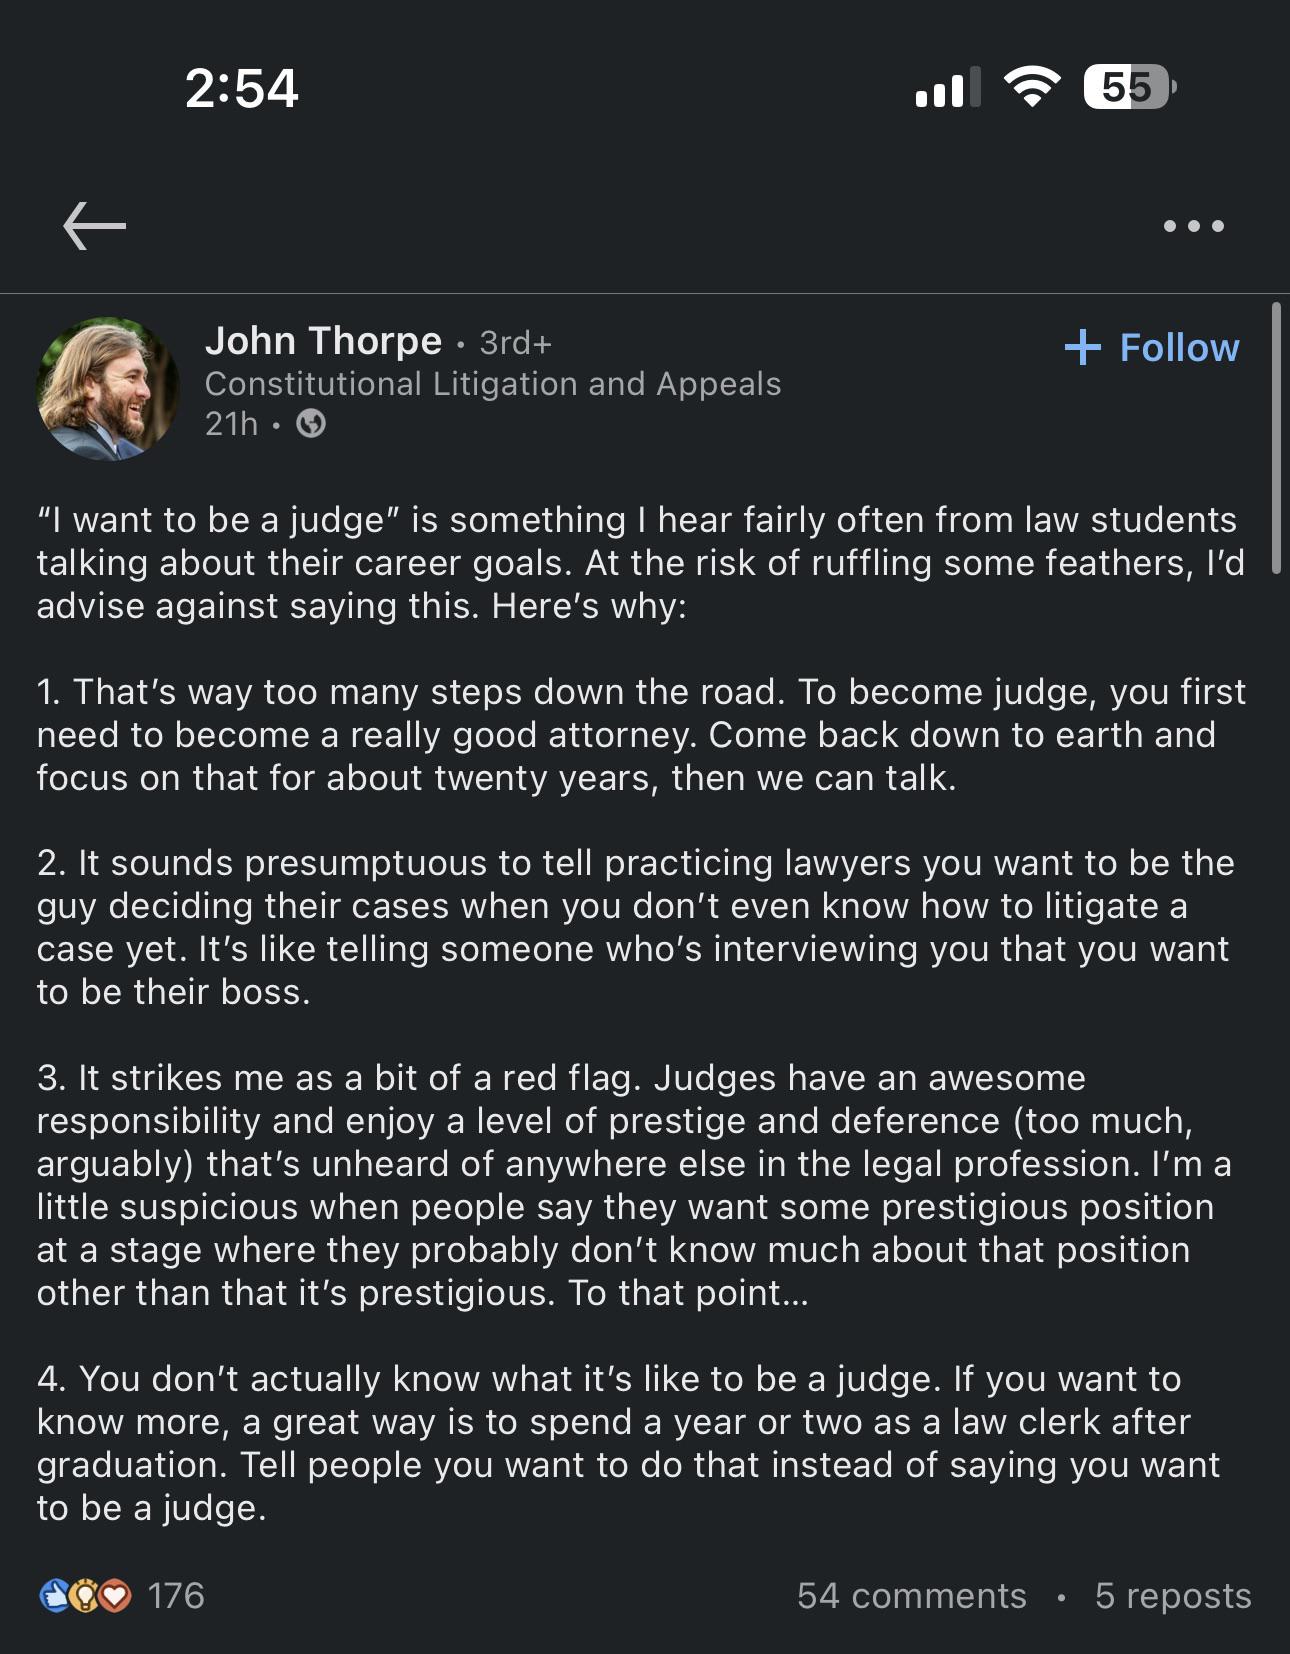 2:54
55
John Thorpe • 3rd+
+ Follow
Constitutional Litigation and Appeals
21h •
“I want to be a judge” is something I hear fairly often from law students
talking about their career goals. At the risk of ruffling some feathers, I’d
advise against saying this. Here’s why:
1. That’s way too many steps down the road. To become judge, you first
need to become a really good attorney. Come back down to earth and
focus on that for about twenty years, then we can talk.
2. It sounds presumptuous to tell practicing lawyers you want to be the
guy deciding their cases when you don’t even know how to litigate a
case yet. It’s like telling someone who’s interviewing you that you want
to be their boss.
3. It strikes me as a bit of a red flag. Judges have an awesome
responsibility and enjoy a level of prestige and deference (too much,
arguably) that’s unheard of anywhere else in the legal profession. I’m a
little suspicious when people say they want some prestigious position
at a stage where they probably don’t know much about that position
other than that it’s prestigious. To that point...
4. You don’t actually know what it’s like to be a judge. If you want to
know more, a great way is to spend a year or two as a law clerk after
graduation. Tell people you want to do that instead of saying you want
to be a judge.
176
54 comments • 5 reposts